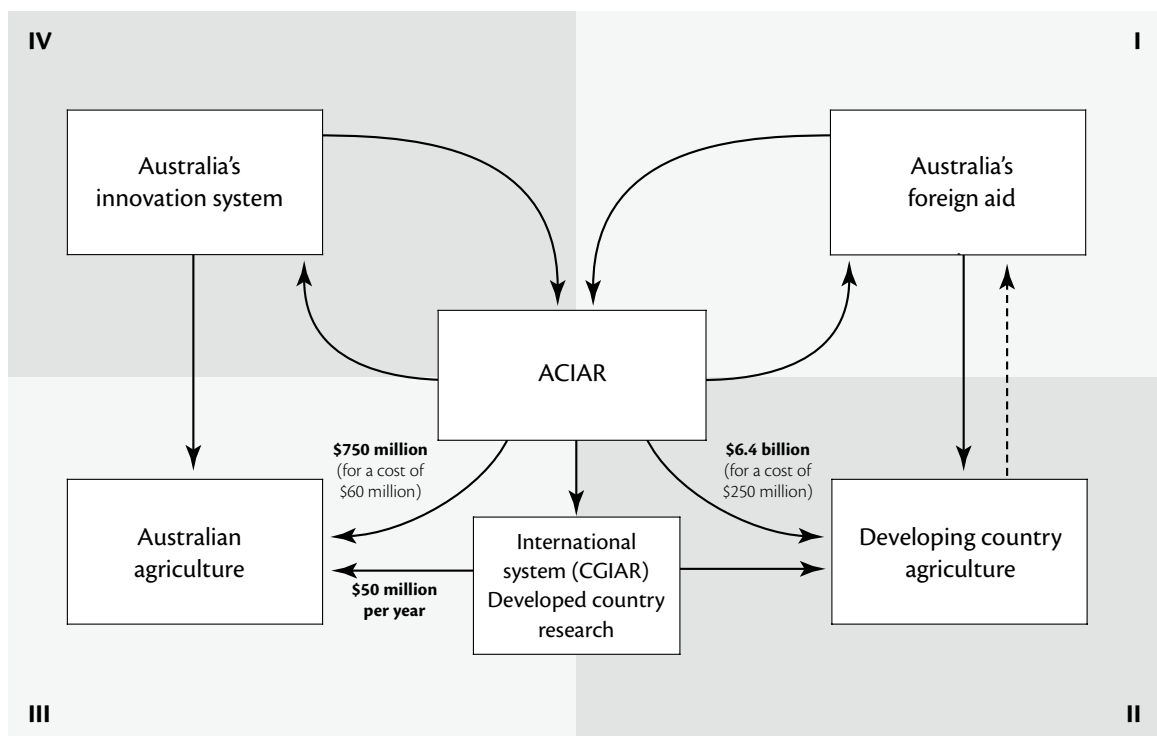 IV
I
Australia’s
innovation system
Australia’s
foreign aid
ACIAR
$750 million
(for a cost of
$60 million)
$6.4 billion
(for a cost of
$250 million)
Australian
agriculture
$50 million
per year
International
system (CGIAR)
Developed country
research
Developing country
agriculture
III
II